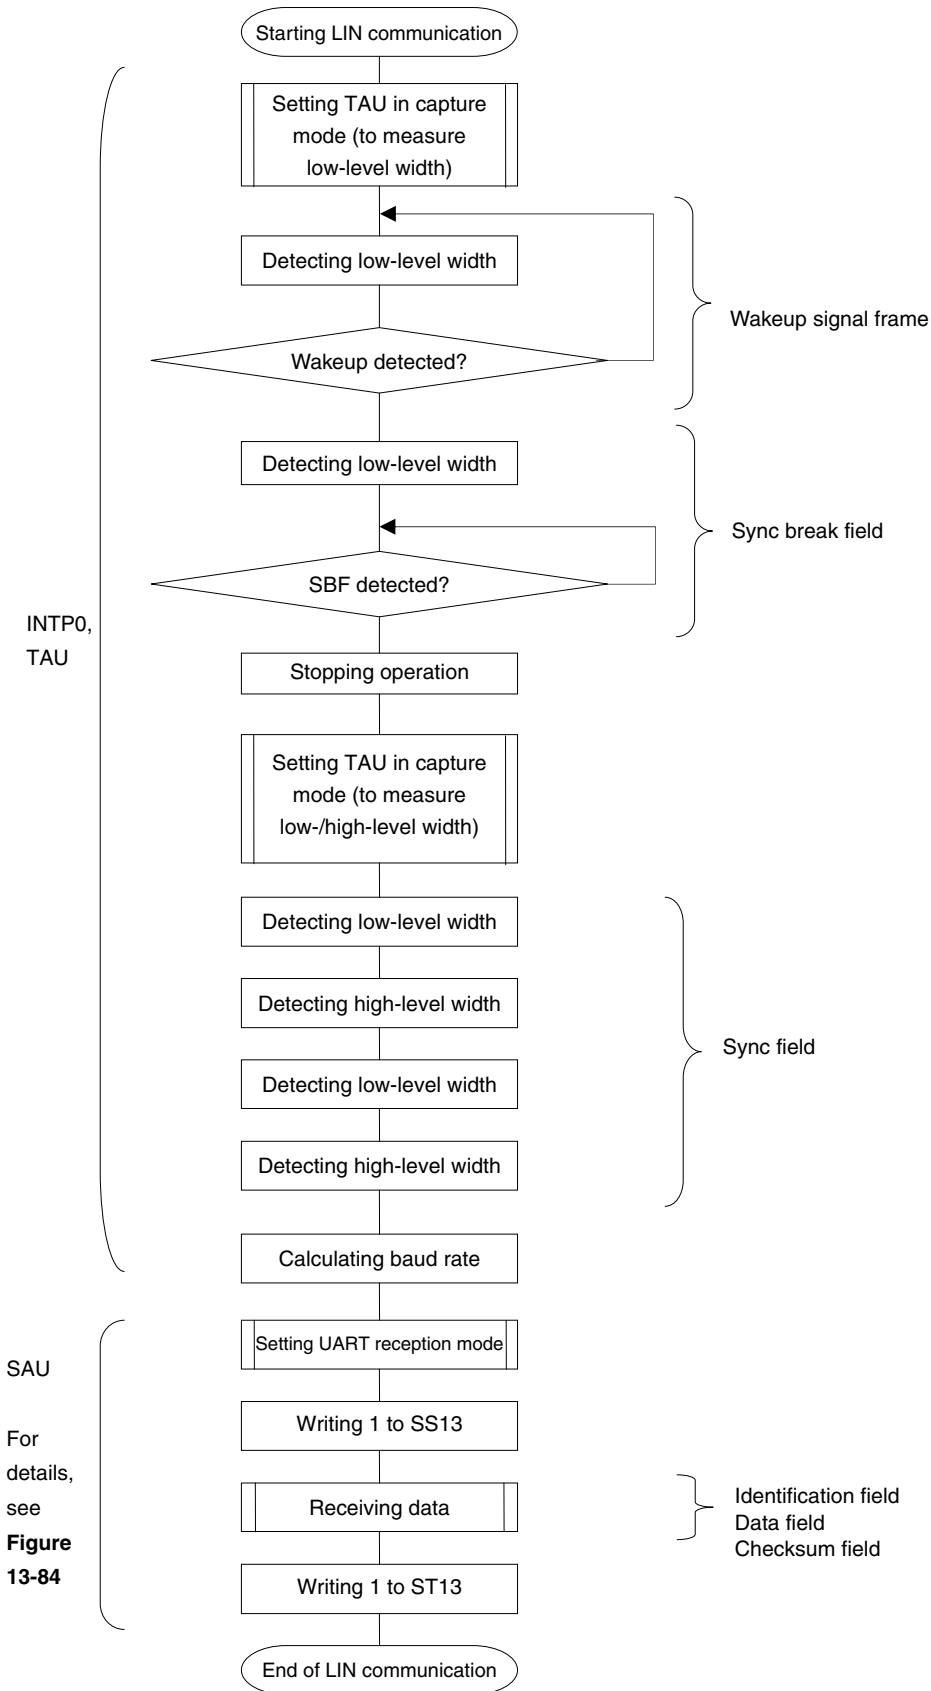 Starting LIN communication
Setting TAU in capture
mode (to measure
low-level width)
Detecting low-level width
Wakeup detected?
Wakeup signal frame
Detecting low-level width
SBF detected?
Sync break field
INTP0,
TAU
Stopping operation
Setting TAU in capture
mode (to measure
low-/high-level width)
Detecting low-level width
Detecting high-level width
Detecting low-level width
Detecting high-level width
Sync field
Calculating baud rate
SAU
For
details,
see
Figure
13-84
Setting UART reception mode
Writing 1 to SS13
Receiving data
Identification field
Data field
Checksum field
Writing 1 to ST13
End of LIN communication